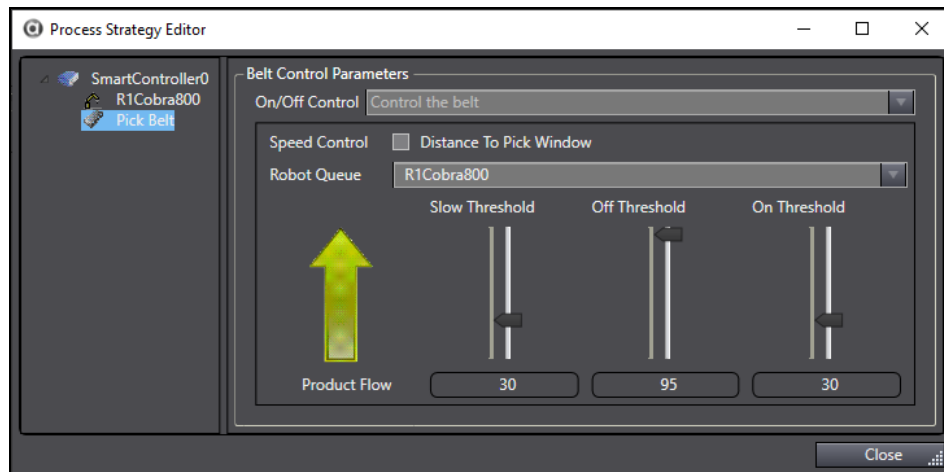 Process Strategy Editor
SmartController0
R1Cobra800
Pick Belt
Belt Control Parameters
On/Off Control Control the belt
Speed Control Distance To Pick Window
Robot Queue R1Cobra800
Slow Threshold Off Threshold On Threshold
Product Flow 30 95 30
Close